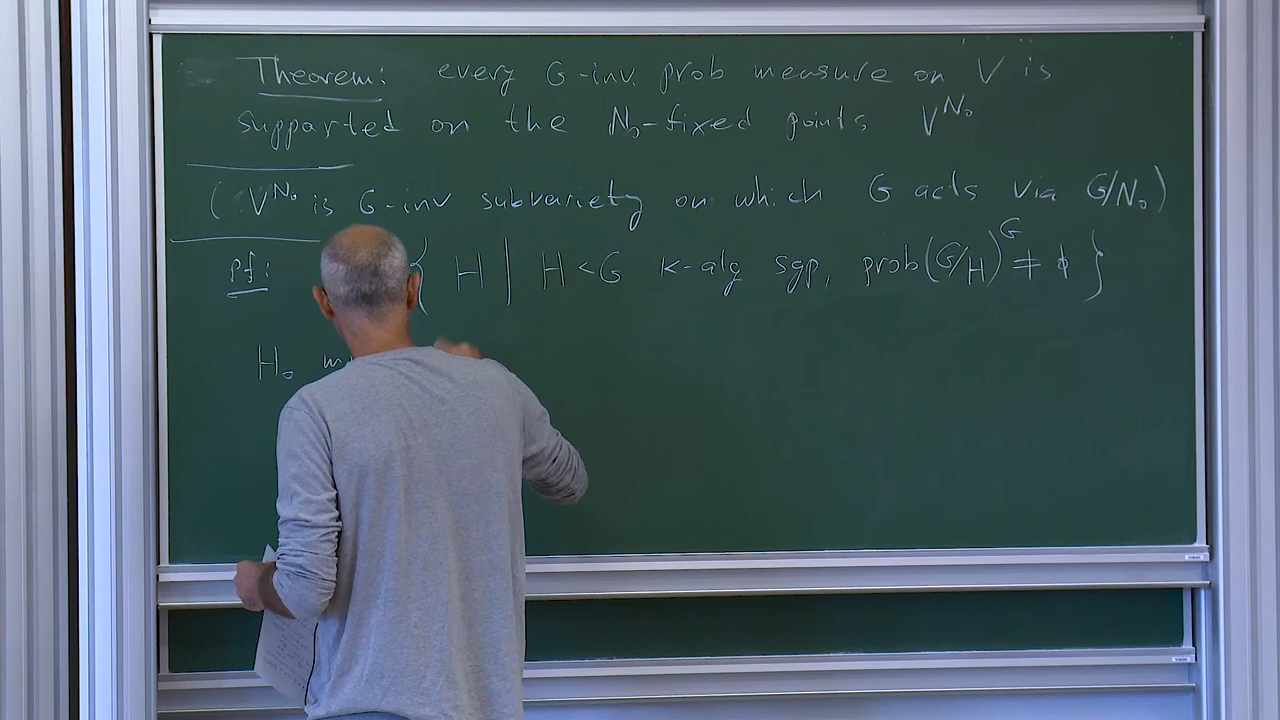 Theorem: every G-inv. prob measure on V is
supported on the N₀-fixed points V^{N₀}
( V^{N₀} is G-inv subvariety on which G acts via G/N₀)
Pf: { H | H < G k-alg sgp, prob(G/H)^G ≠ ∅ }
H₀